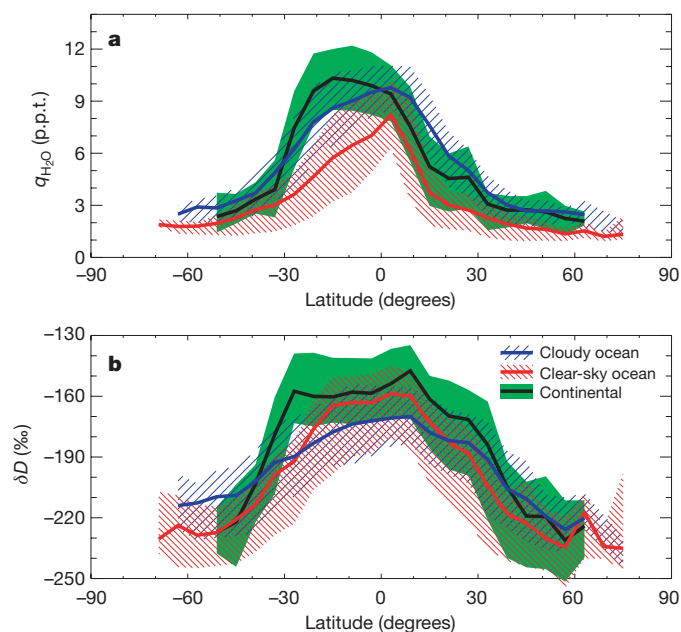 a
12
9
6
3
0
qH2O (p.p.t.)
−90
−60
−30
0
30
60
90
Latitude (degrees)
b
−130
−160
−190
−220
−250
δD (‰)
Cloudy ocean
Clear-sky ocean
Continental
−90
−60
−30
0
30
60
90
Latitude (degrees)